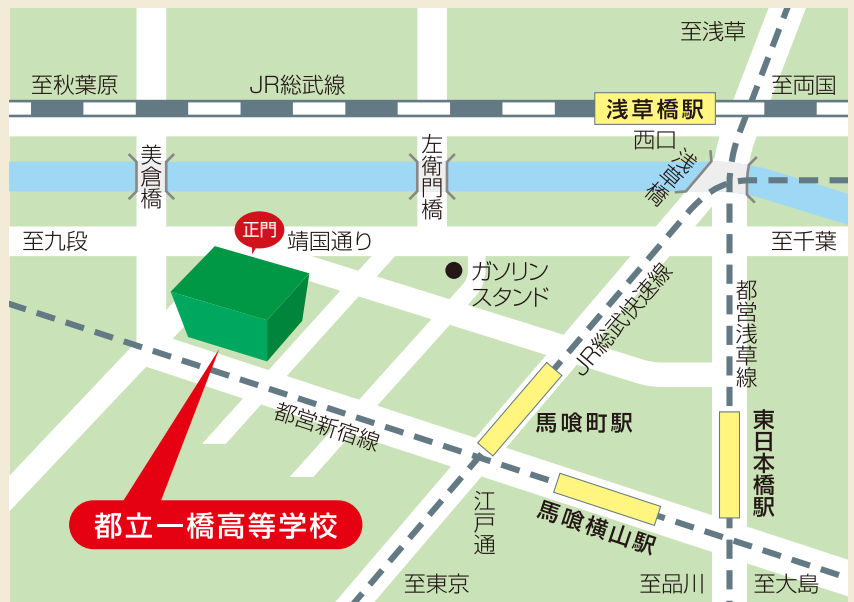 至浅草
至秋葉原
JR総武線
至両国
浅草橋駅
西口
美倉橋
左衛門橋
浅草橋
正門
至九段
靖国通り
至千葉
ガソリン
スタンド
JR総武快速線
都営浅草線
馬喰町駅
都営新宿線
東日本橋駅
馬喰横山駅
江戸通
都立一橋高等学校
至東京
至品川
至大島